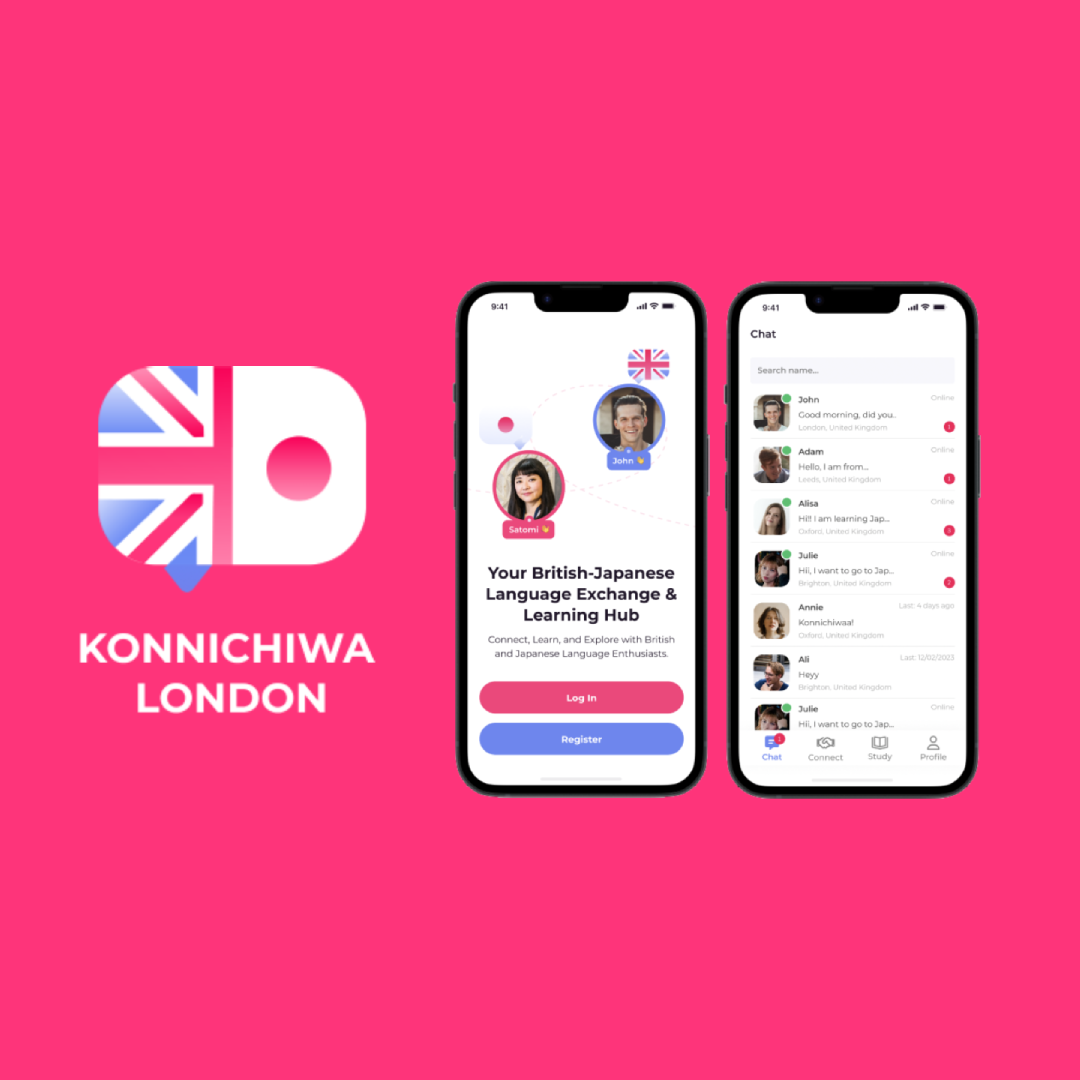 KONNICHIWA
LONDON
9:41
John 👋
Satomi 👋
Your British-Japanese
Language Exchange &
Learning Hub
Connect, Learn, and Explore with British
and Japanese Language Enthusiasts.
Log In
Register
9:41
Chat
Search name...
John
Online
Good morning, did you..
London, United Kingdom
1
Adam
Online
Hello, I am from...
Leeds, United Kingdom
1
Alisa
Online
Hi!! I am learning Jap...
Oxford, United Kingdom
3
Julie
Online
Hii, I want to go to Jap...
Brighton, United Kingdom
2
Annie
Last: 4 days ago
Konnichiwaa!
Oxford, United Kingdom
Ali
Last: 12/02/2023
Heyy
Brighton, United Kingdom
Julie
Online
Hii, I want to go to Jap...
1
Chat
Connect
Study
Profile